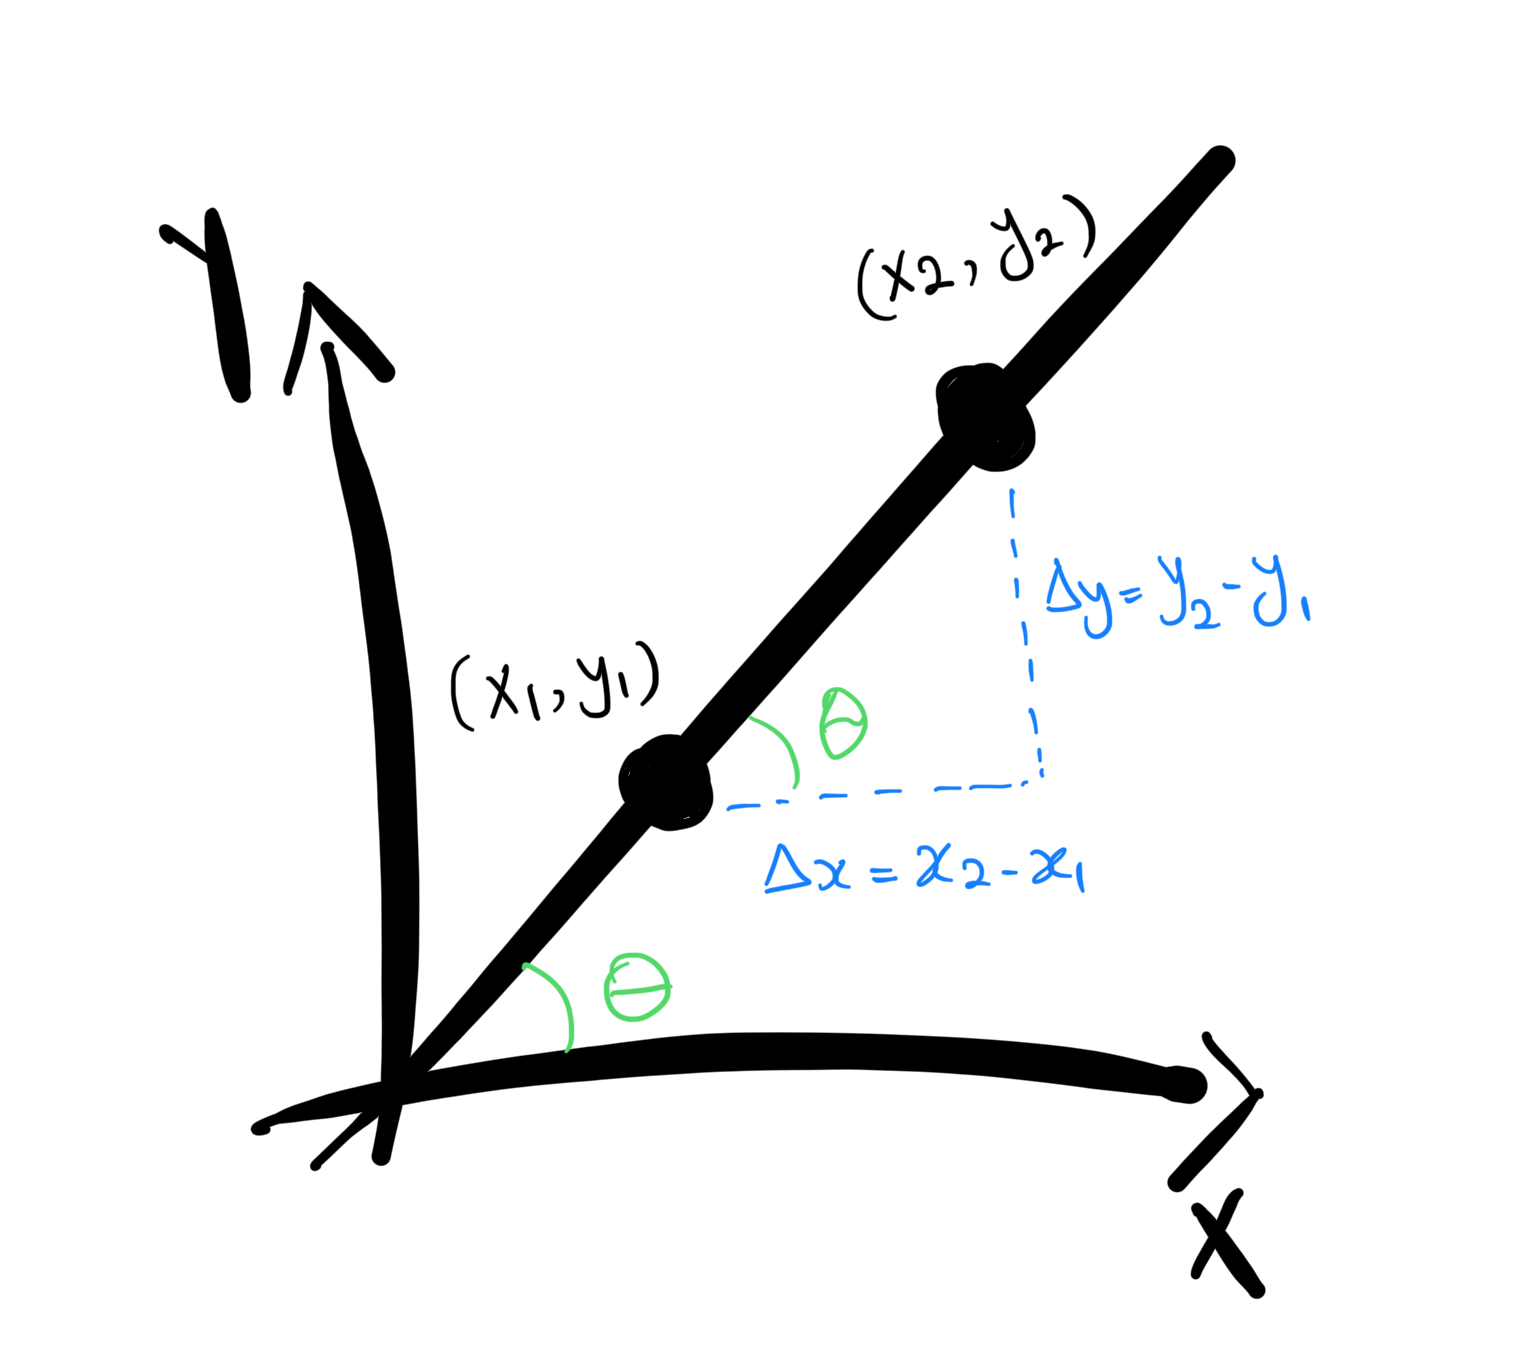 Y
(x2, y2)
Δy = y2 - y1
(x1, y1)
θ
Δx = x2 - x1
θ
X